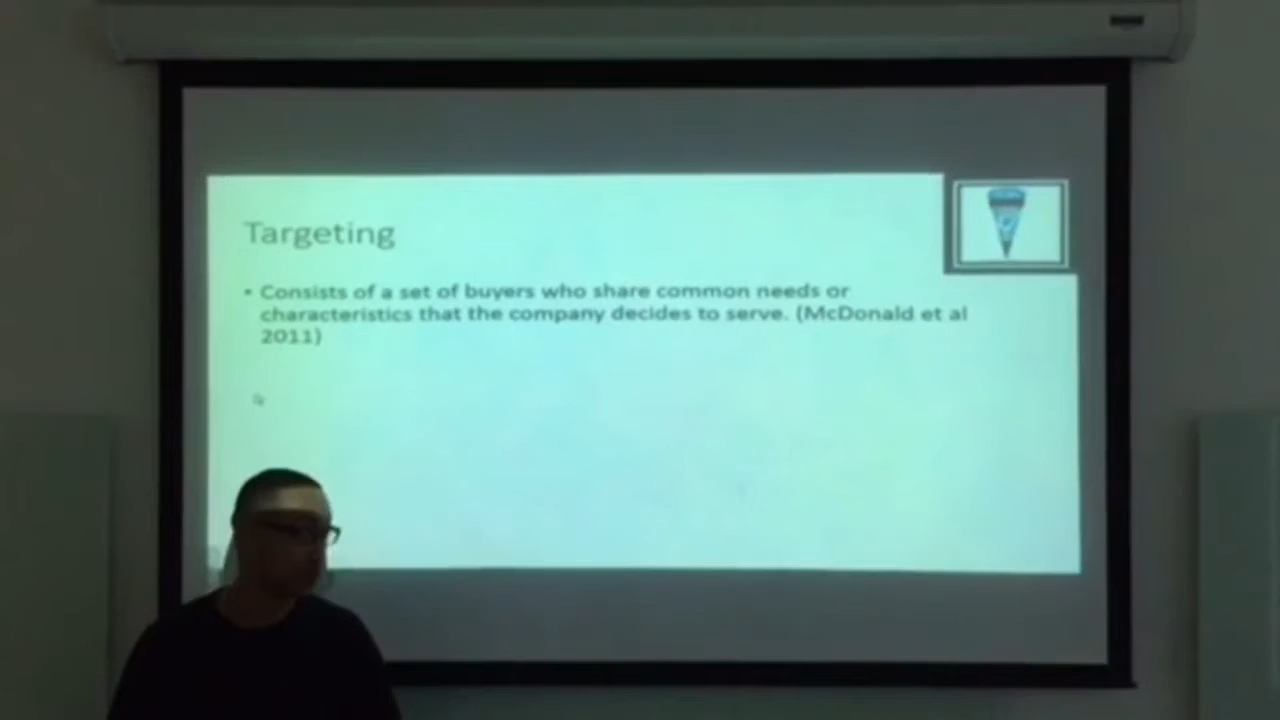 Targeting
• Consists of a set of buyers who share common needs or
characteristics that the company decides to serve. (McDonald et al
2011)